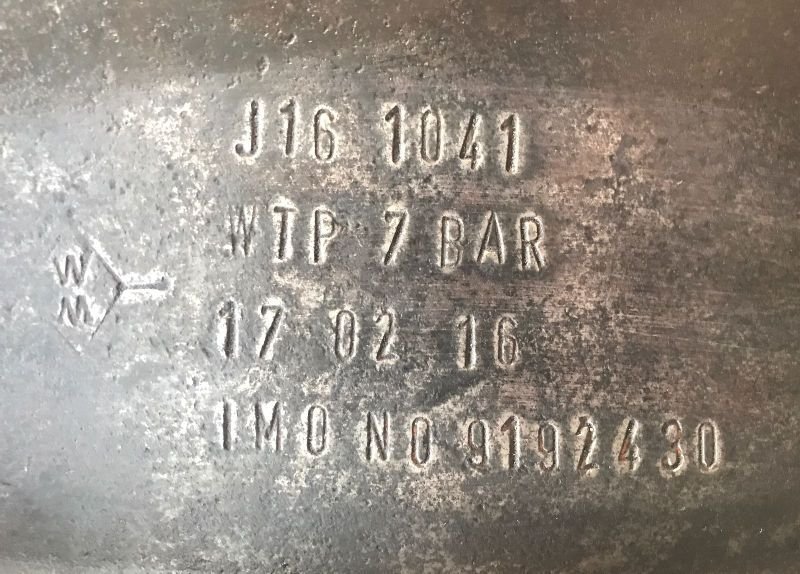 J16 1041
WTP 7 BAR
W
M
17 02 16
IMO NO 9192430